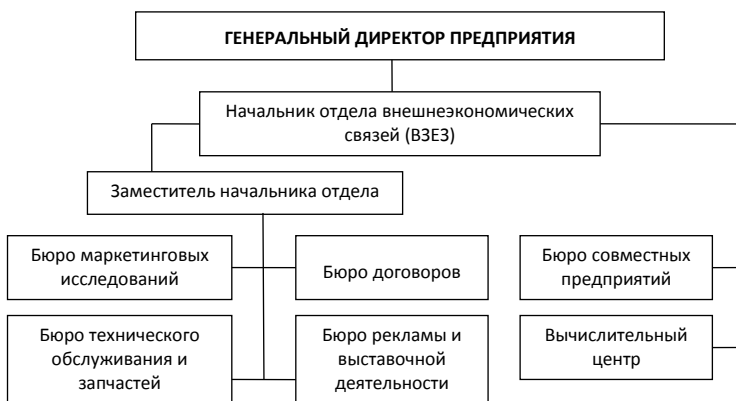 ГЕНЕРАЛЬНЫЙ ДИРЕКТОР ПРЕДПРИЯТИЯ
Начальник отдела внешнеэкономических
связей (ВЗЕЗ)
Заместитель начальника отдела
Бюро маркетинговых
исследований
Бюро договоров
Бюро совместных
предприятий
Бюро технического
обслуживания и
запчастей
Бюро рекламы и
выставочной
деятельности
Вычислительный
центр